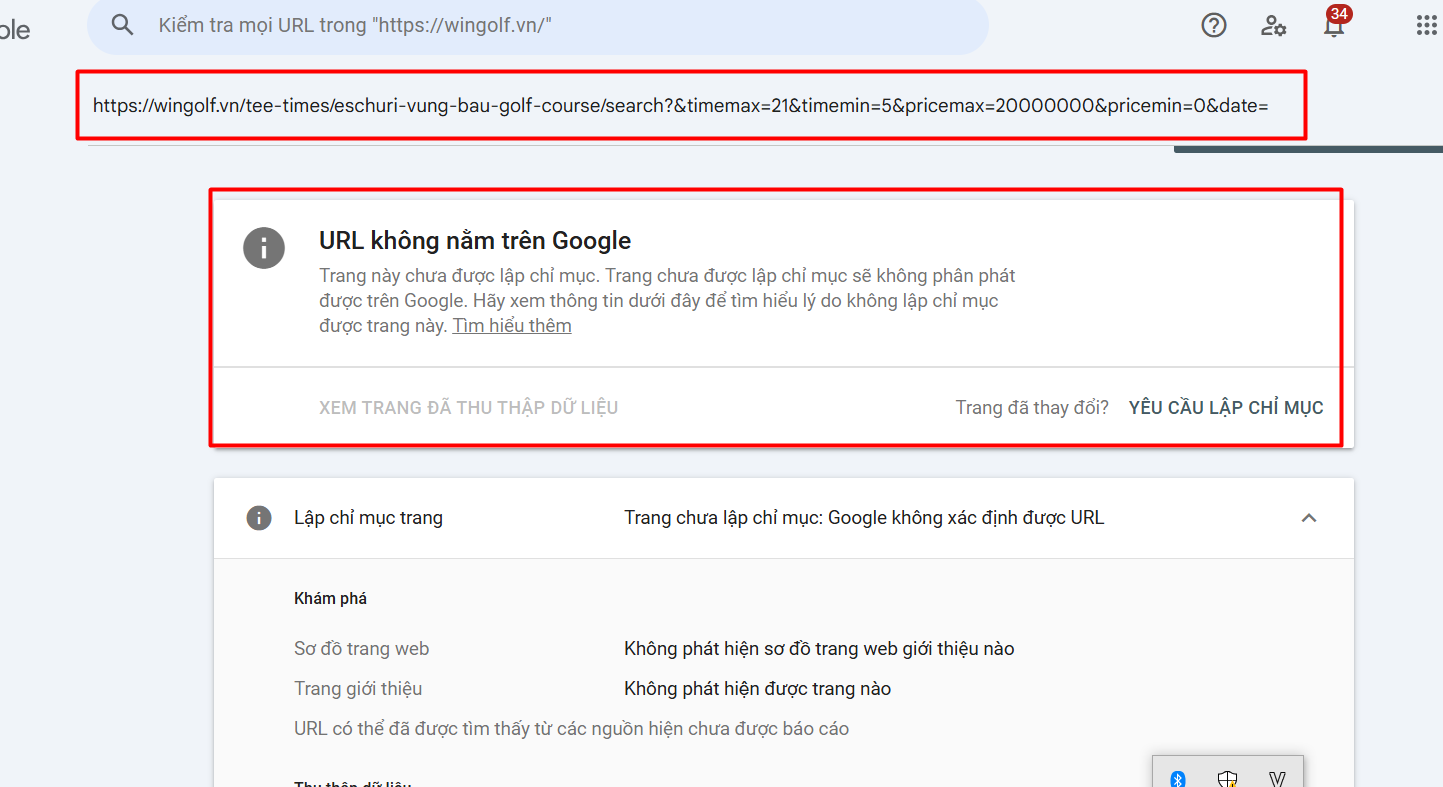 ole
Kiểm tra mọi URL trong "https://wingolf.vn/"
34
https://wingolf.vn/tee-times/eschuri-vung-bau-golf-course/search?&timemax=21&timemin=5&pricemax=20000000&pricemin=0&date=
URL không nằm trên Google
Trang này chưa được lập chỉ mục. Trang chưa được lập chỉ mục sẽ không phân phát
được trên Google. Hãy xem thông tin dưới đây để tìm hiểu lý do không lập chỉ mục
được trang này. Tìm hiểu thêm
XEM TRANG ĐÃ THU THẬP DỮ LIỆU
Trang đã thay đổi? YÊU CẦU LẬP CHỈ MỤC
Lập chỉ mục trang
Trang chưa lập chỉ mục: Google không xác định được URL
Khám phá
Sơ đồ trang web
Không phát hiện sơ đồ trang web giới thiệu nào
Trang giới thiệu
Không phát hiện được trang nào
URL có thể đã được tìm thấy từ các nguồn hiện chưa được báo cáo
Thu thập dữ liệu